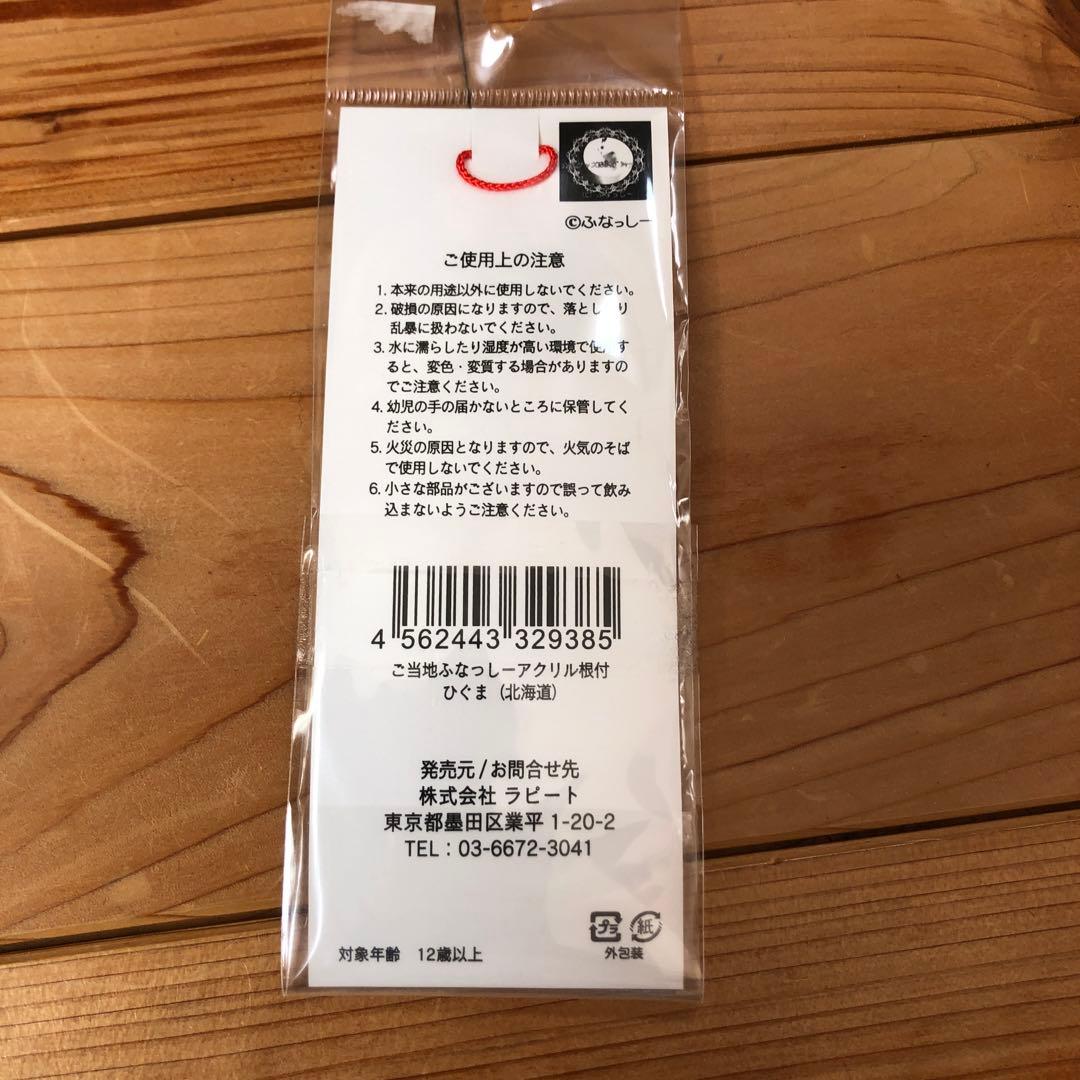 ©ふなっしー
ご使用上の注意
1. 本来の用途以外に使用しないでください。
2. 破損の原因になりますので、落とし り
乱暴に扱わないでください。
3. 水に濡らしたり湿度が高い環境で使 す
ると、変色・変質する場合がありますの
でご注意ください。
4. 幼児の手の届かないところに保管してく
ださい。
5. 火災の原因となりますので、火気のそば
で使用しないでください。
6. 小さな部品がございますので誤って飲み
込まないようご注意ください。
4 562443 329385
ご当地ふなっしーアクリル根付
ひぐま（北海道）
発売元 / お問合せ先
株式会社 ラピート
東京都墨田区業平 1-20-2
TEL : 03-6672-3041
プラ 紙
外包装
対象年齢 12歳以上